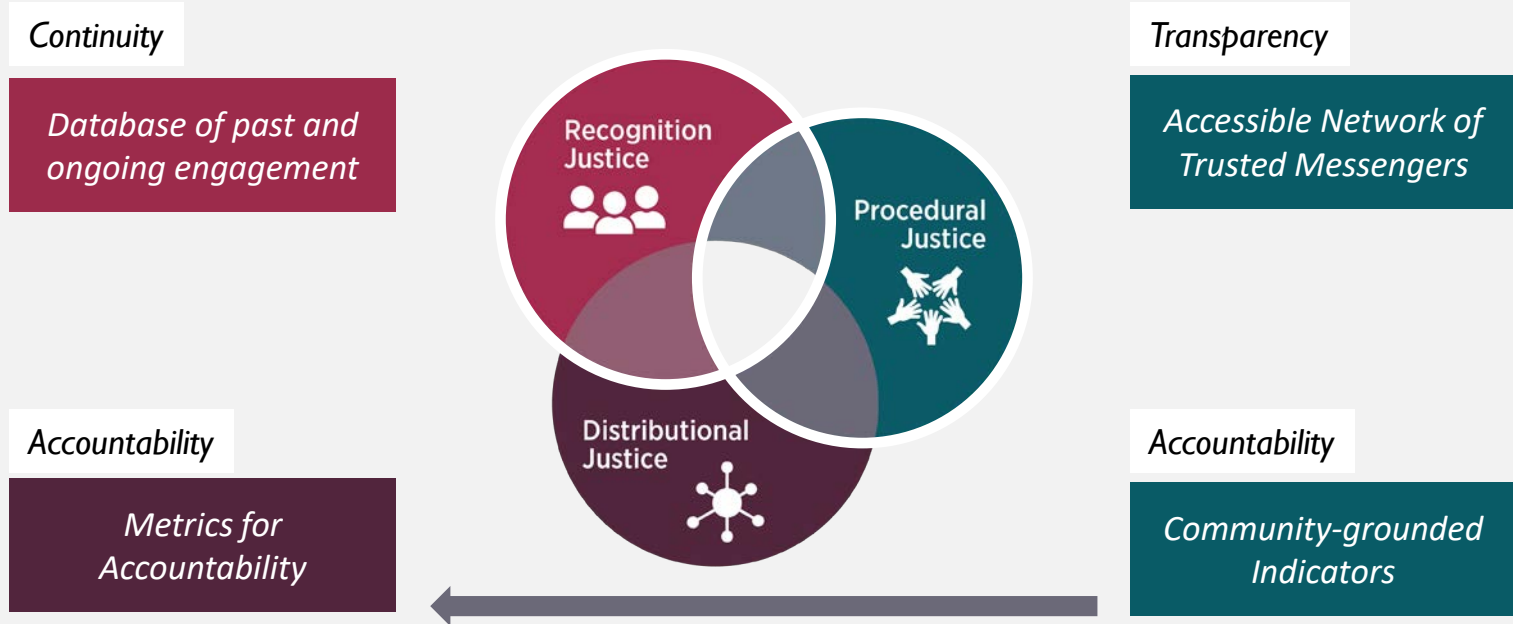 Continuity
Database of past and
ongoing engagement
Recognition
Justice
Procedural
Justice
Distributional
Justice
Transparency
Accessible Network of
Trusted Messengers
Accountability
Metrics for
Accountability
Accountability
Community-grounded
Indicators